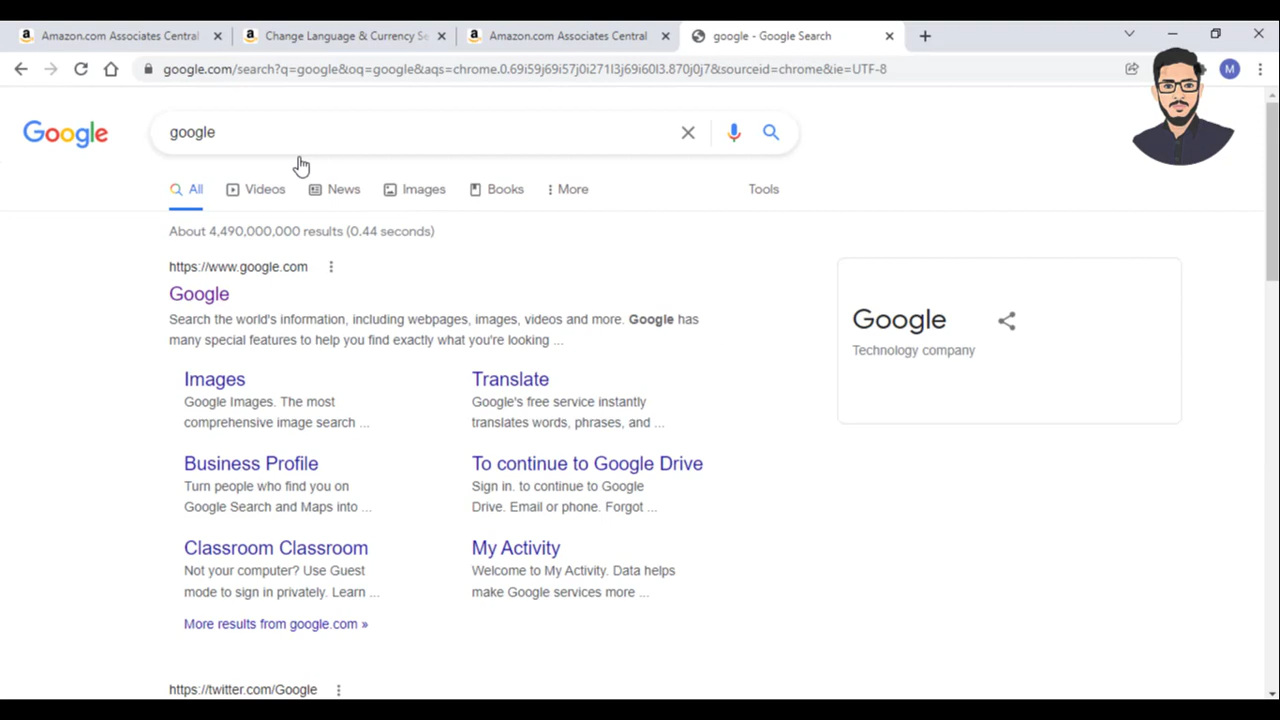 Amazon.com Associates Central
Change Language & Currency Se
Amazon.com Associates Central
google - Google Search
google.com/search?q=google&oq=google&aqs=chrome.0.69i59j69i57j0i271l3j69i60l3.870j0j7&sourceid=chrome&ie=UTF-8
M
Google
google
All
Videos
News
Images
Books
More
Tools
About 4,490,000,000 results (0.44 seconds)
https://www.google.com
Google
Search the world's information, including webpages, images, videos and more. Google has
many special features to help you find exactly what you're looking ...
Images
Google Images. The most
comprehensive image search ...
Translate
Google's free service instantly
translates words, phrases, and ...
Business Profile
Turn people who find you on
Google Search and Maps into ...
To continue to Google Drive
Sign in. to continue to Google
Drive. Email or phone. Forgot ...
Classroom Classroom
Not your computer? Use Guest
mode to sign in privately. Learn ...
My Activity
Welcome to My Activity. Data helps
make Google services more ...
More results from google.com »
https://twitter.com/Google
Google
Technology company